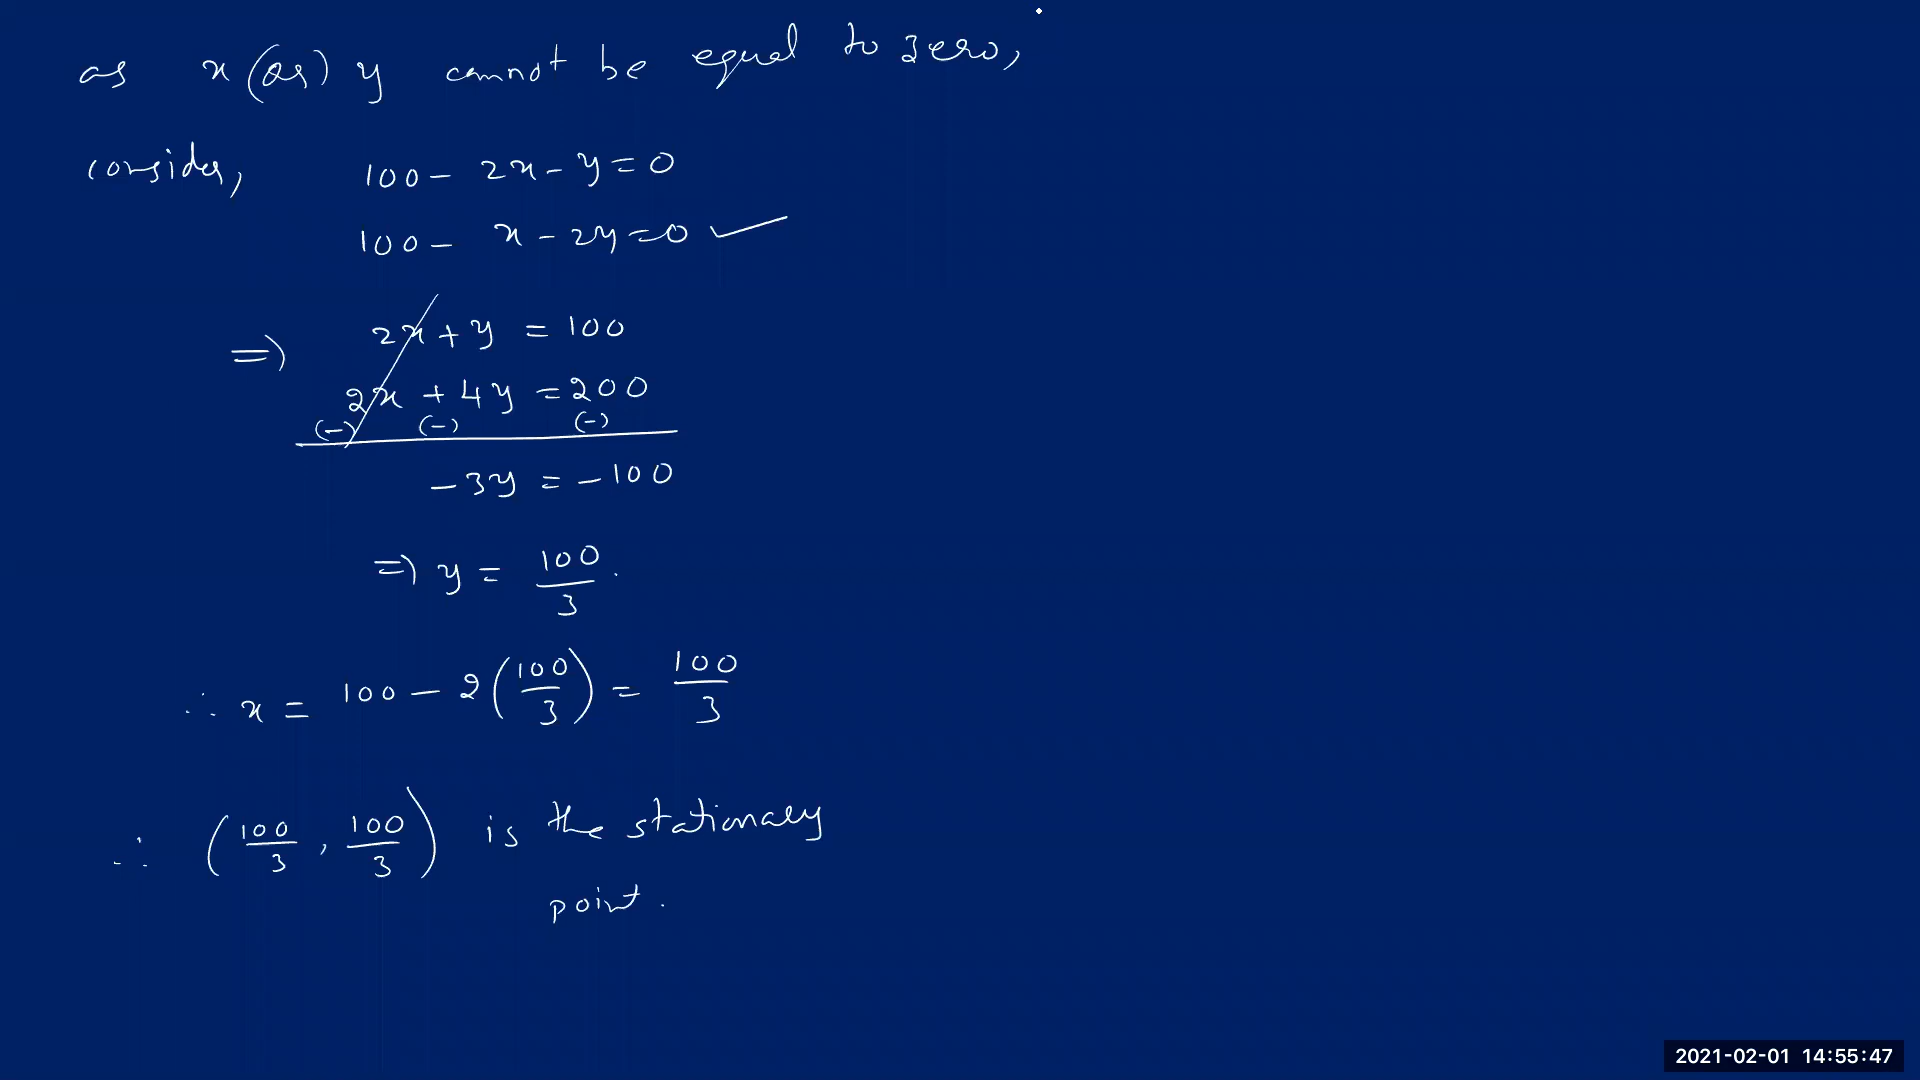 as x (or) y cannot be equal to zero,
consider, 100 - 2x - y = 0
100 - x - 2y = 0 ✓
=> 2x + y = 100
2x + 4y = 200
(-) (-) (-)
-3y = -100
=> y = 100/3.
∴ x = 100 - 2(100/3) = 100/3
∴ (100/3, 100/3) is the stationary
point.
2021-02-01 14:55:47